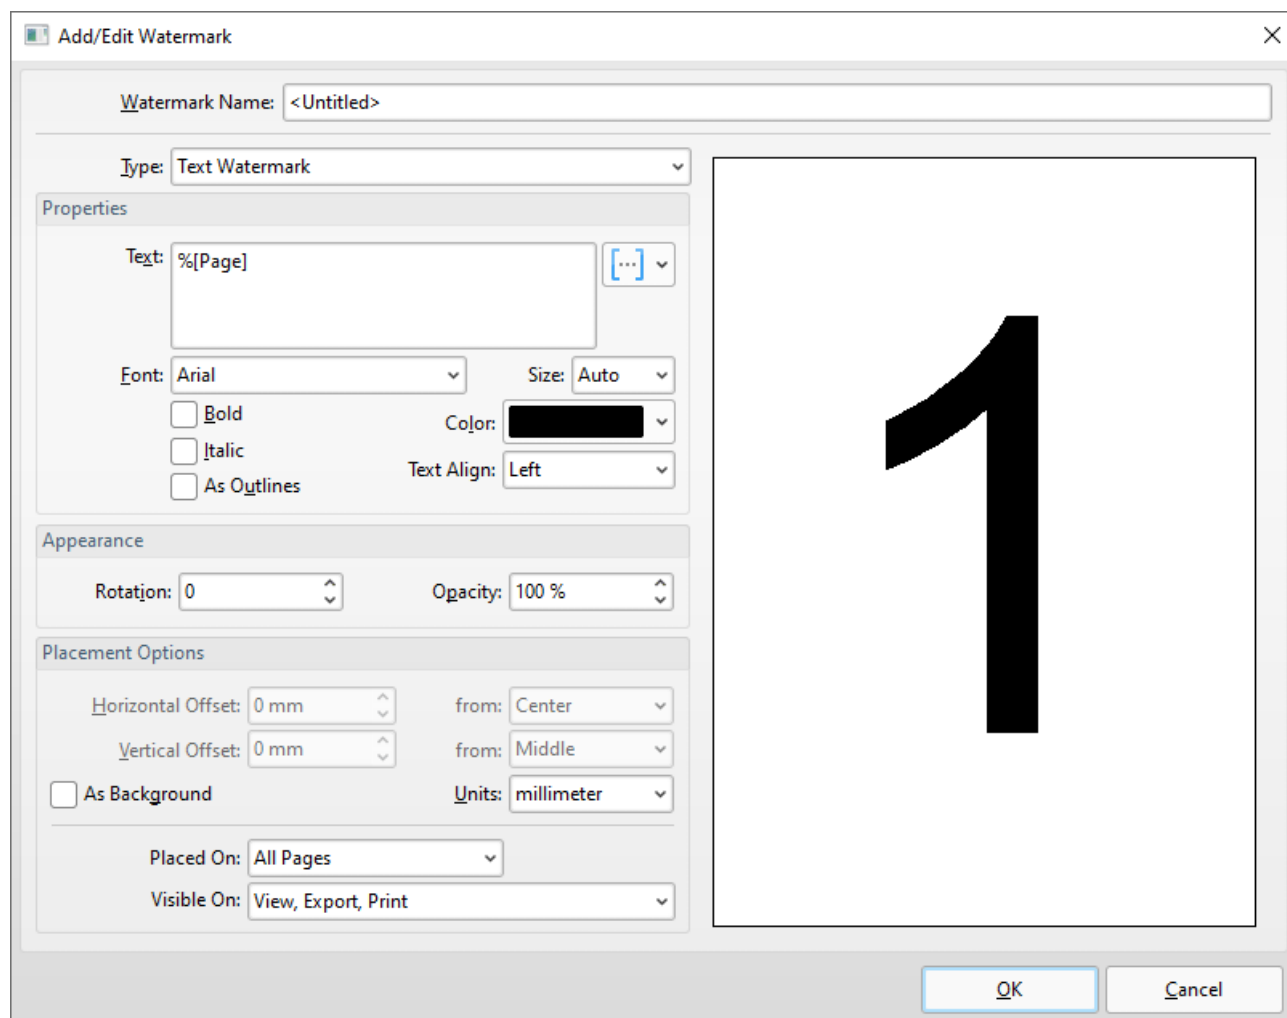 Add/Edit Watermark
Watermark Name: <Untitled>
Type: Text Watermark
Properties
Text: %[Page]
[...]
Font: Arial Size: Auto
Bold
Color:
Italic
Text Align: Left
As Outlines
Appearance
Rotation: 0 Opacity: 100 %
Placement Options
Horizontal Offset: 0 mm from: Center
Vertical Offset: 0 mm from: Middle
As Background Units: millimeter
Placed On: All Pages
Visible On: View, Export, Print
1
OK Cancel